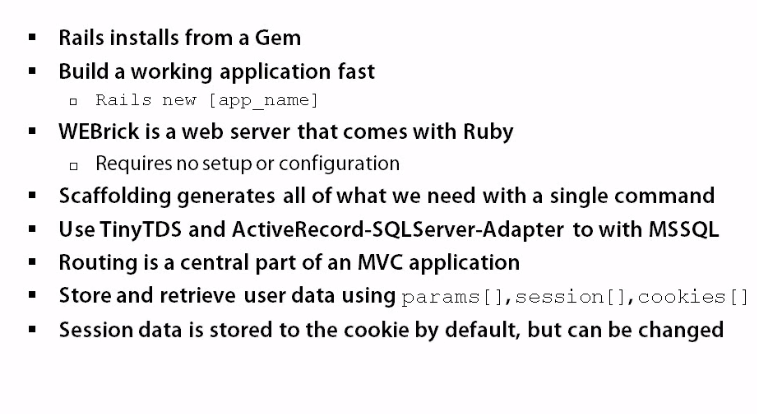 Rails installs from a Gem
Build a working application fast
Rails new [app_name]
WEBrick is a web server that comes with Ruby
Requires no setup or configuration
Scaffolding generates all of what we need with a single command
Use TinyTDS and ActiveRecord-SQLServer-Adapter to with MSSQL
Routing is a central part of an MVC application
Store and retrieve user data using params[],session[],cookies[]
Session data is stored to the cookie by default, but can be changed